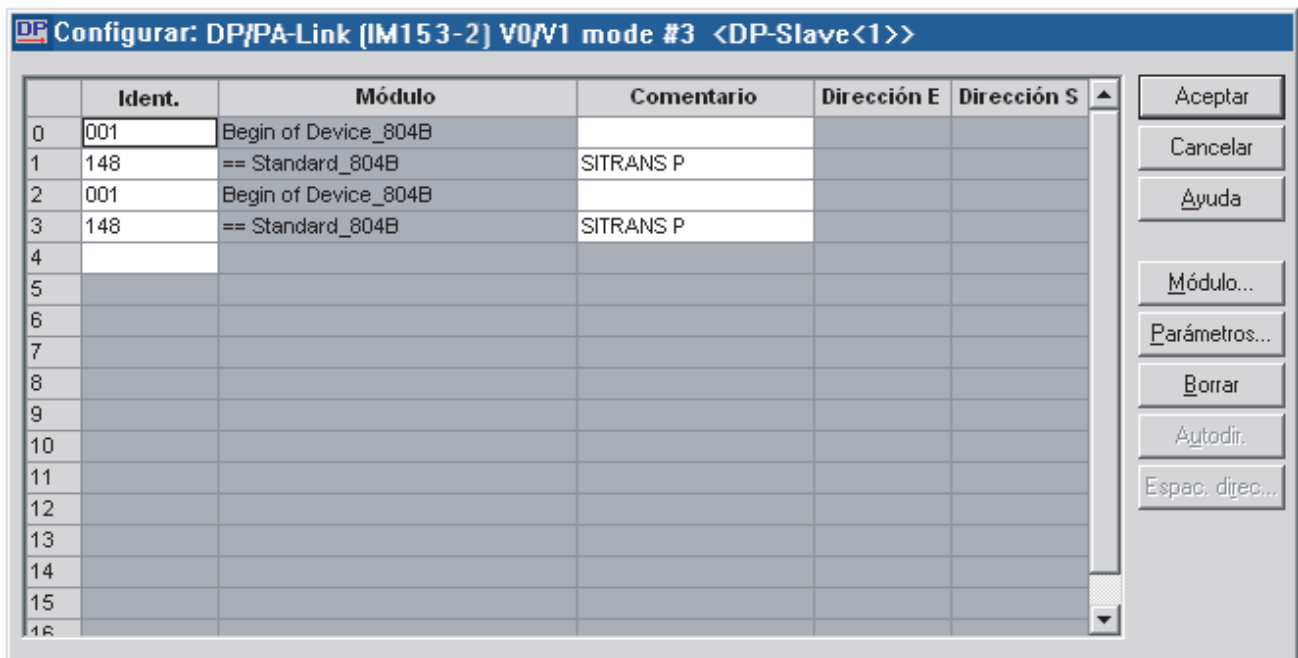 DP Configurar: DP/PA-Link (IM153-2) V0/V1 mode #3 <DP-Slave<1>>
Ident. Módulo Comentario Dirección E Dirección S
0 001 Begin of Device_804B
1 148 == Standard_804B SITRANS P
2 001 Begin of Device_804B
3 148 == Standard_804B SITRANS P
4
5
6
7
8
9
10
11
12
13
14
15
16
Aceptar
Cancelar
Ayuda
Módulo...
Parámetros...
Borrar
Autodir.
Espac. direc...